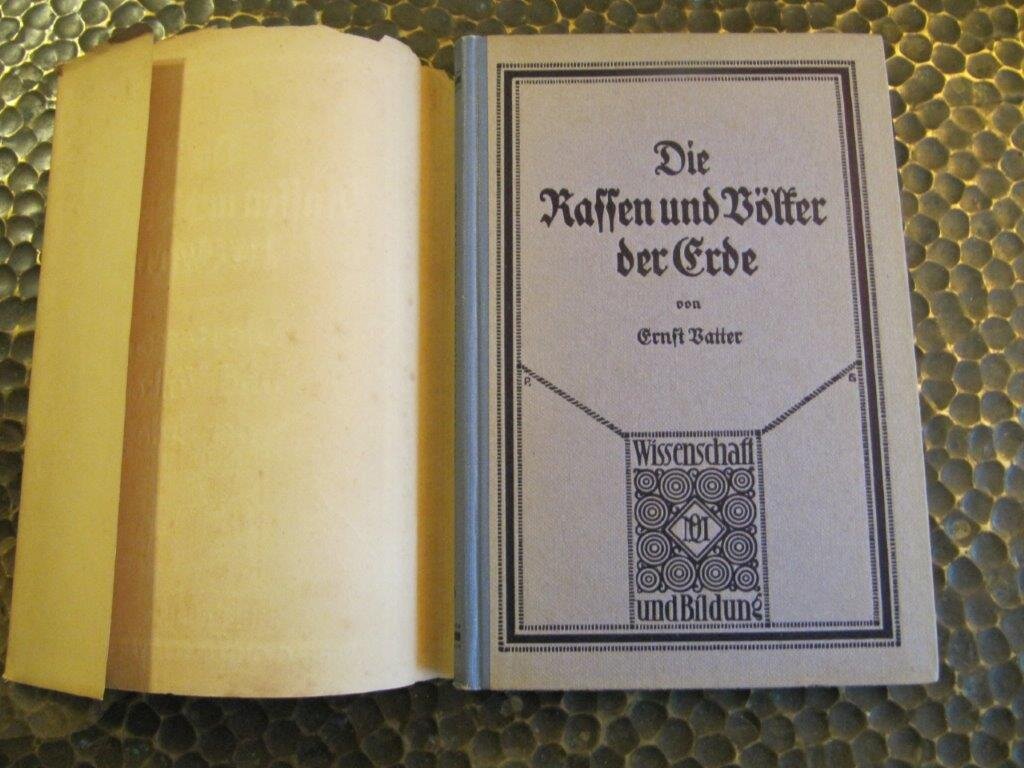 Die
Rassen und Völker
der Erde
von
Ernst Vatter
Wissenschaft
und Bildung